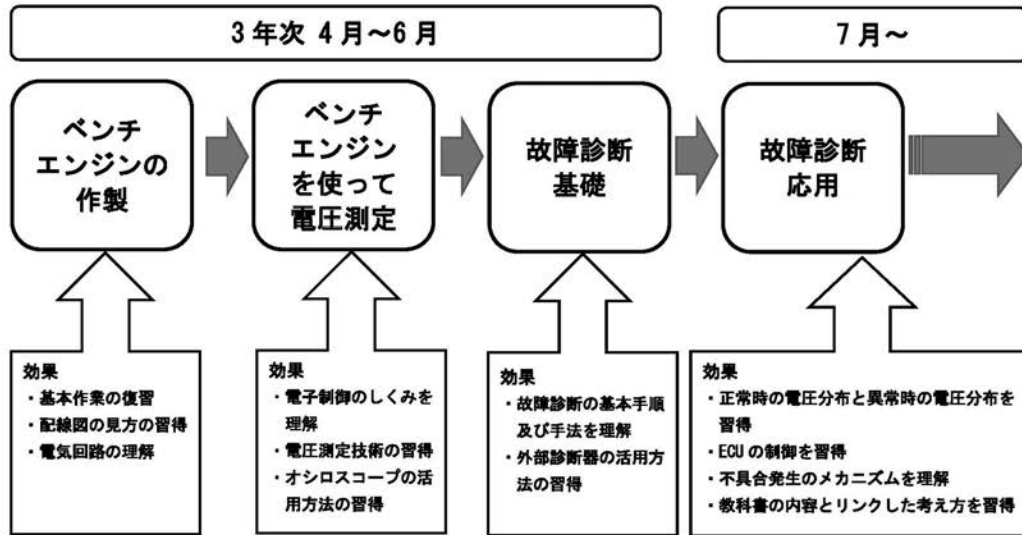 3年次 4月～6月
7月～
ベンチ
エンジンの
作製
ベンチ
エンジン
を使って
電圧測定
故障診断
基礎
故障診断
応用
効果
・基本作業の復習
・配線図の見方の習得
・電気回路の理解
効果
・電子制御のしくみを
理解
・電圧測定技術の習得
・オシロスコープの活
用方法の習得
効果
・故障診断の基本手順
及び手法を理解
・外部診断器の活用方
法の習得
効果
・正常時の電圧分布と異常時の電圧分布を
習得
・ECUの制御を習得
・不具合発生のメカニズムを理解
・教科書の内容とリンクした考え方を習得